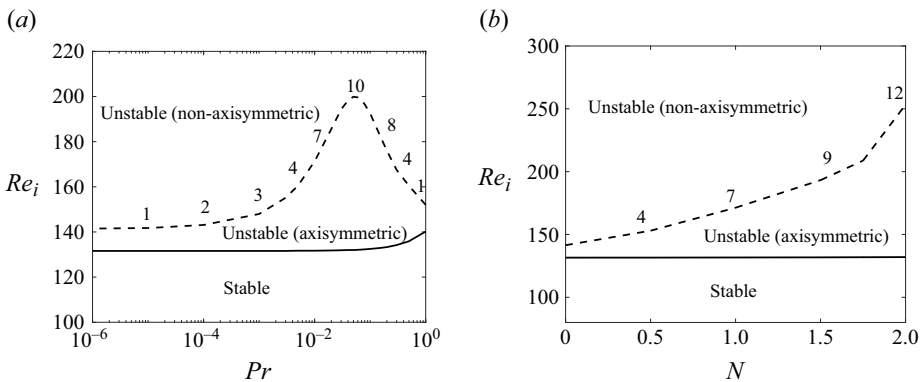 (a)
220
200
180
160
140
120
100
Re_i
Unstable (non-axisymmetric)
10
7
8
4
4
3
2
1
1
Unstable (axisymmetric)
Stable
10⁻⁶
10⁻⁴
10⁻²
10⁰
Pr
(b)
300
250
200
150
100
Re_i
Unstable (non-axisymmetric)
12
9
7
4
Unstable (axisymmetric)
Stable
0
0.5
1.0
1.5
2.0
N